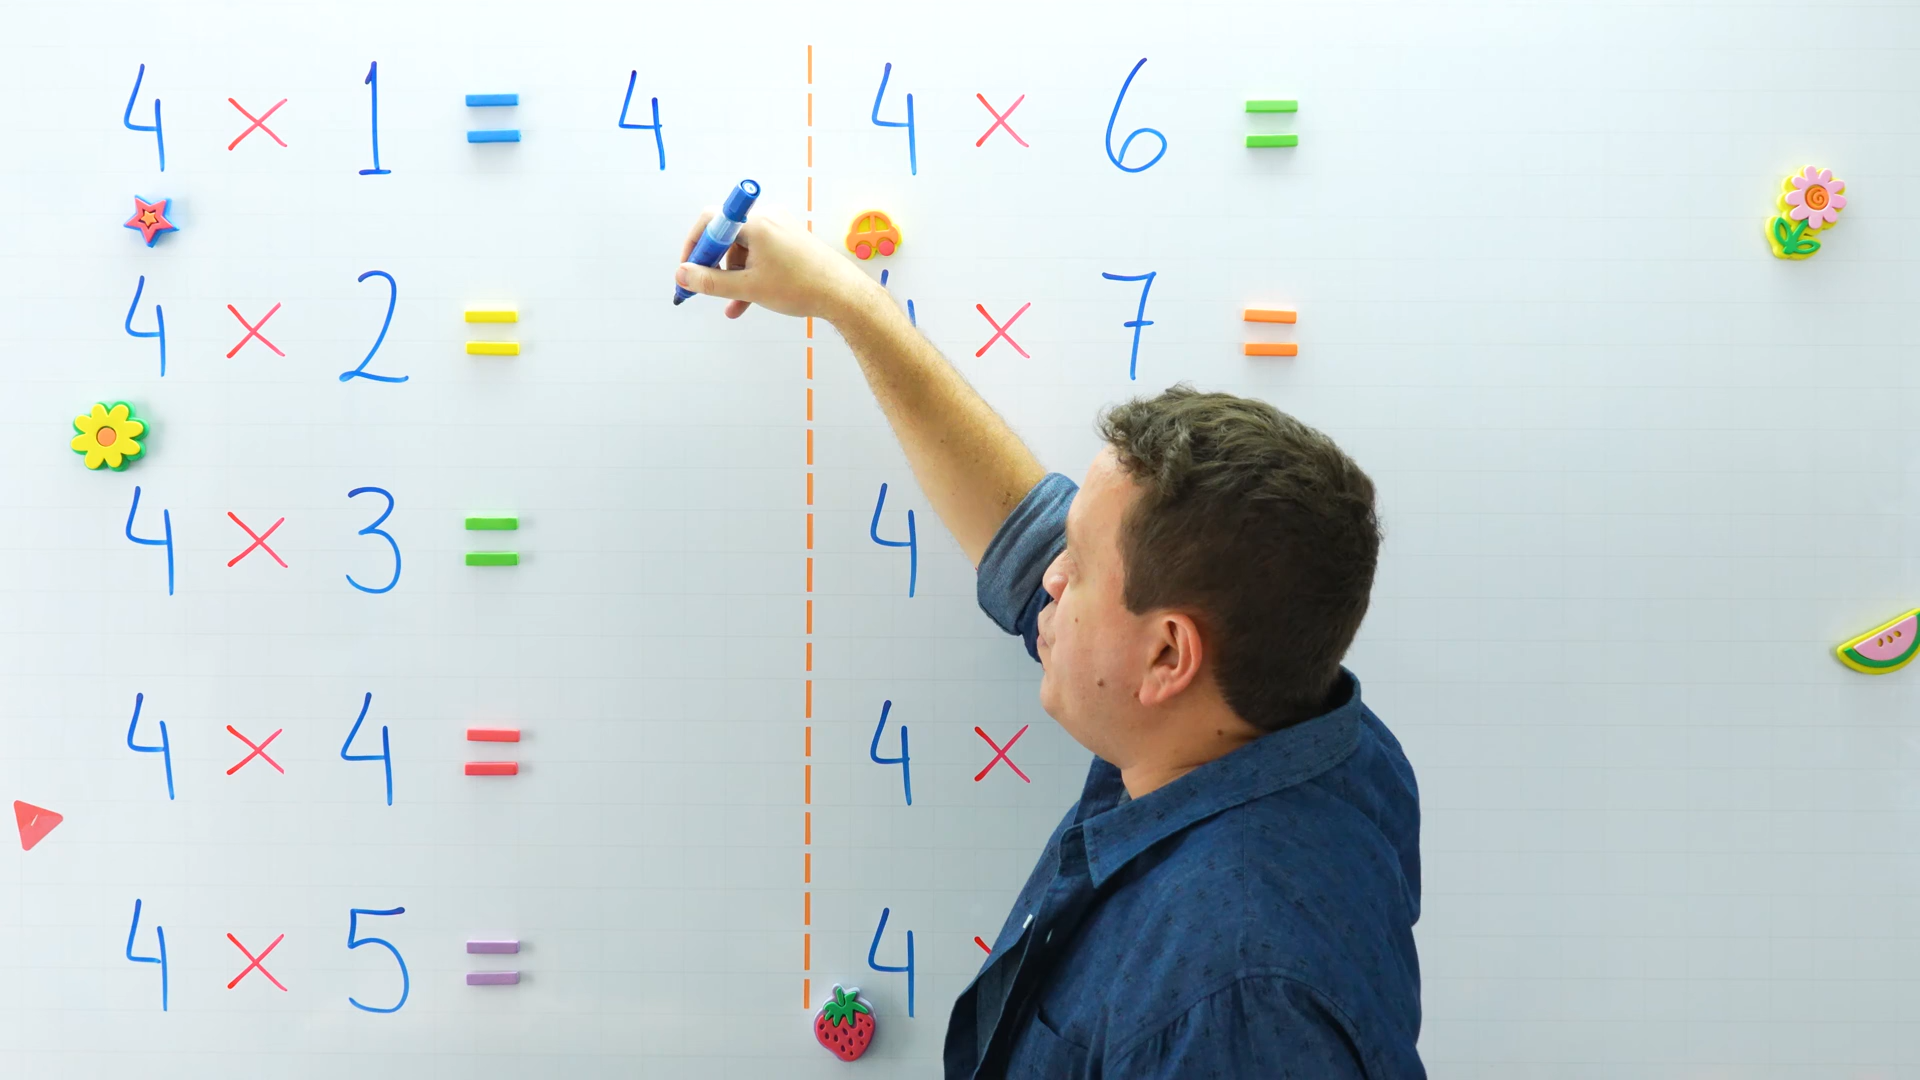 4 × 1 = 4
4 × 2 =
4 × 3 =
4 × 4 =
4 × 5 =
4 × 6 =
× 7 =
4
4 ×
4